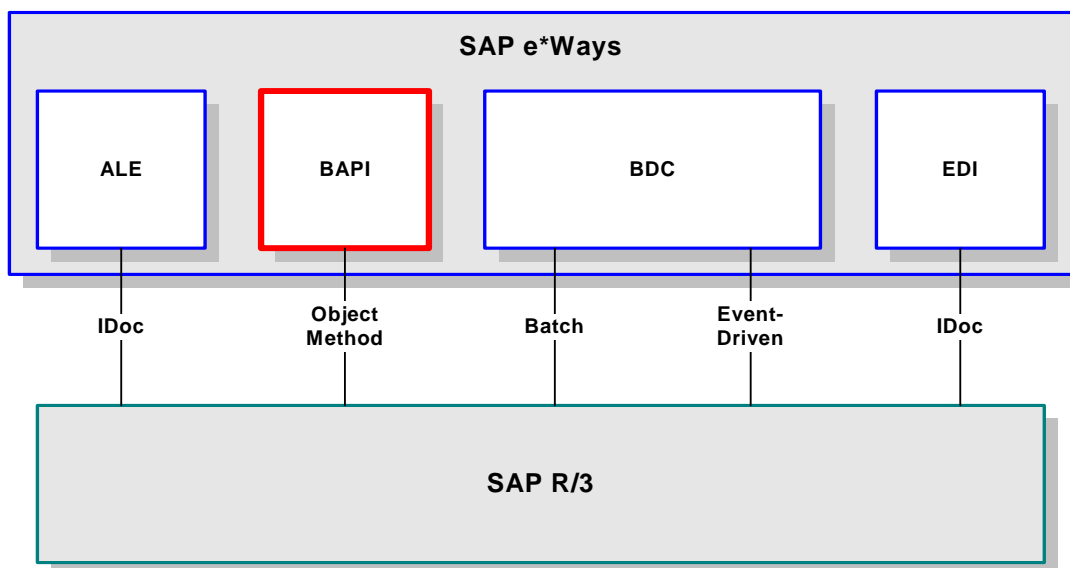 SAP e*Ways
ALE
BAPI
BDC
EDI
IDoc
Object
Method
Batch
Event-
Driven
IDoc
SAP R/3